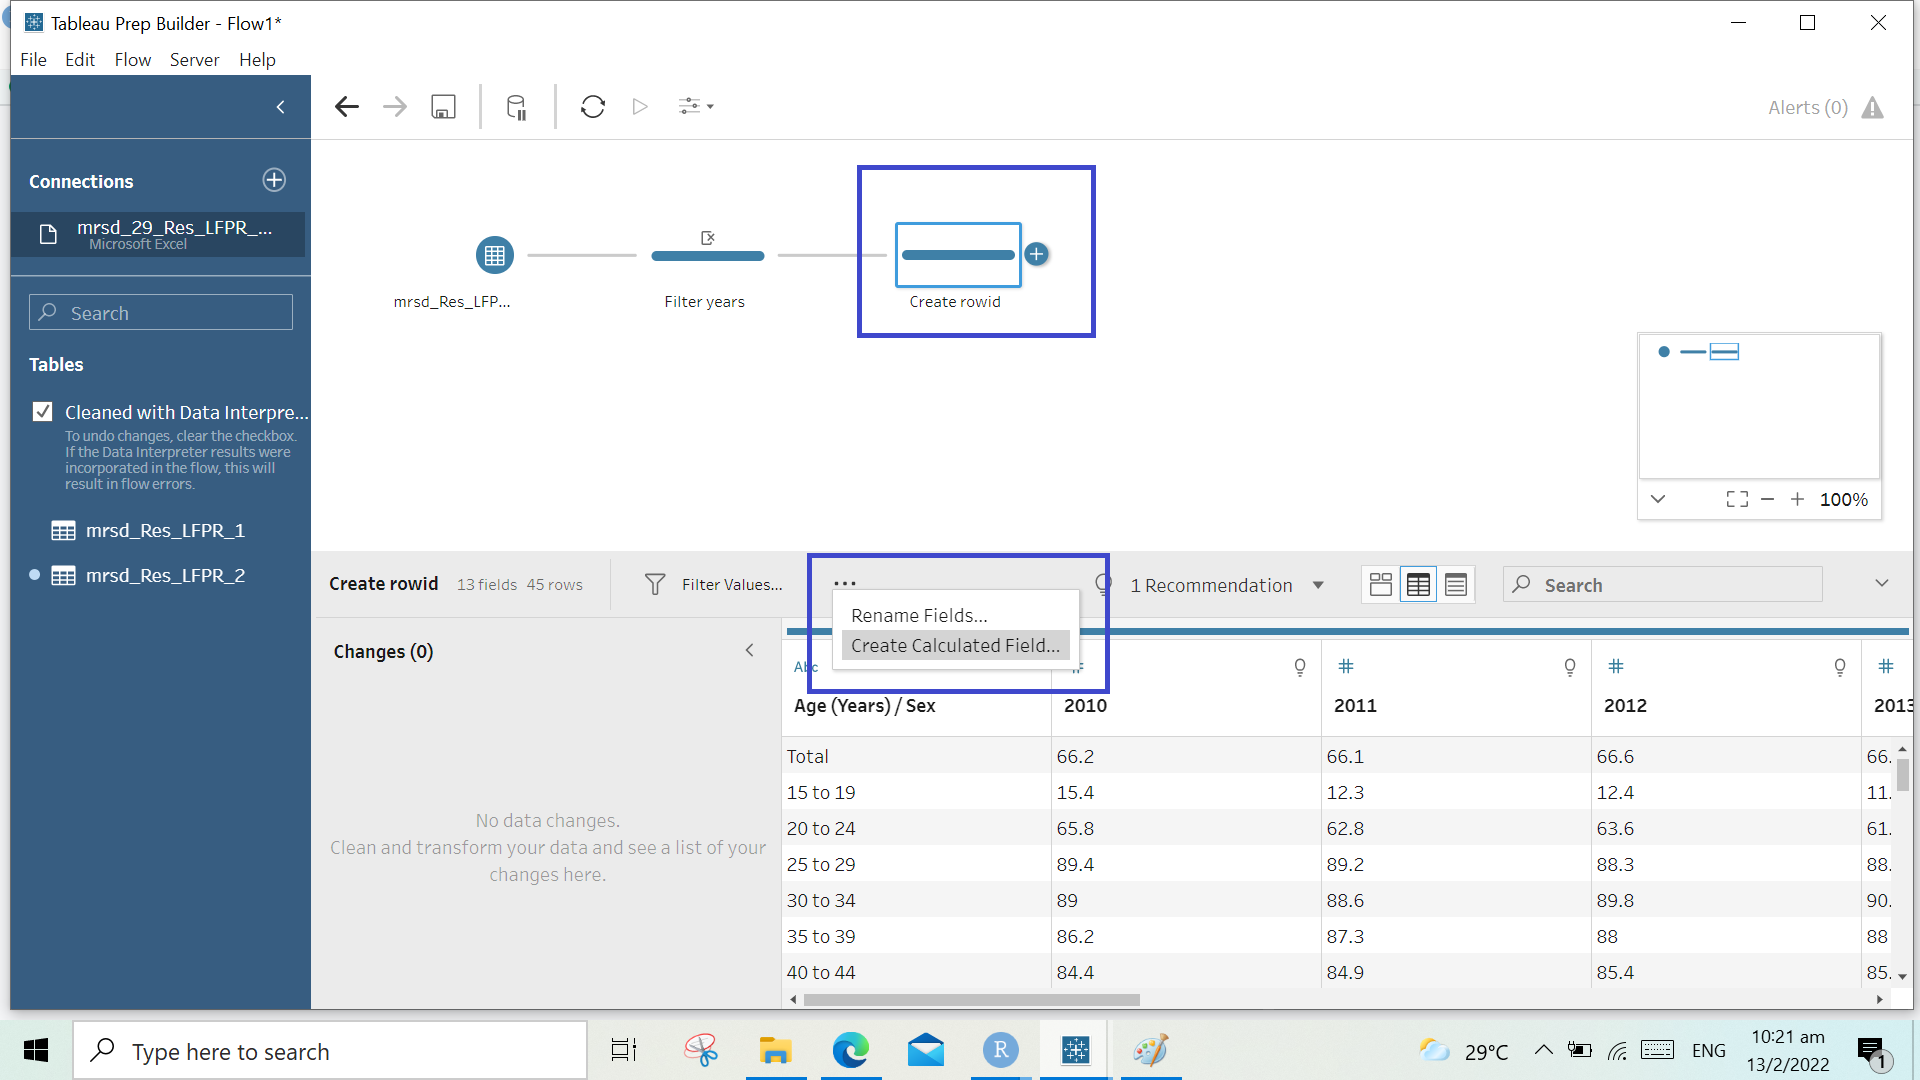 Tableau Prep Builder - Flow1*
File Edit Flow Server Help
Alerts (0)
Connections
mrsd_29_Res_LFPR_...
Microsoft Excel
Search
Tables
Cleaned with Data Interpre...
To undo changes, clear the checkbox.
If the Data Interpreter results were
incorporated in the flow, this will
result in flow errors.
mrsd_Res_LFPR_1
mrsd_Res_LFPR_2
mrsd_Res_LFP...
Filter years
Create rowid
100%
Create rowid 13 fields 45 rows
Filter Values...
...
1 Recommendation
Search
Rename Fields...
Create Calculated Field...
Changes (0)
No data changes.
Clean and transform your data and see a list of your
changes here.
Abc # # # #
Age (Years) / Sex 2010 2011 2012 2013
Total 66.2 66.1 66.6 66.
15 to 19 15.4 12.3 12.4 11.
20 to 24 65.8 62.8 63.6 61.
25 to 29 89.4 89.2 88.3 88.
30 to 34 89 88.6 89.8 90.
35 to 39 86.2 87.3 88 88
40 to 44 84.4 84.9 85.4 85.
Type here to search
R
29°C
ENG
10:21 am
13/2/2022
1